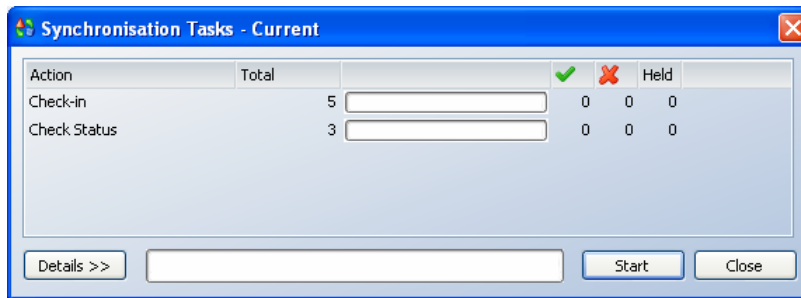 Synchronisation Tasks - Current
Action Total Held
Check-in 5 0 0 0
Check Status 3 0 0 0
Details >> Start Close